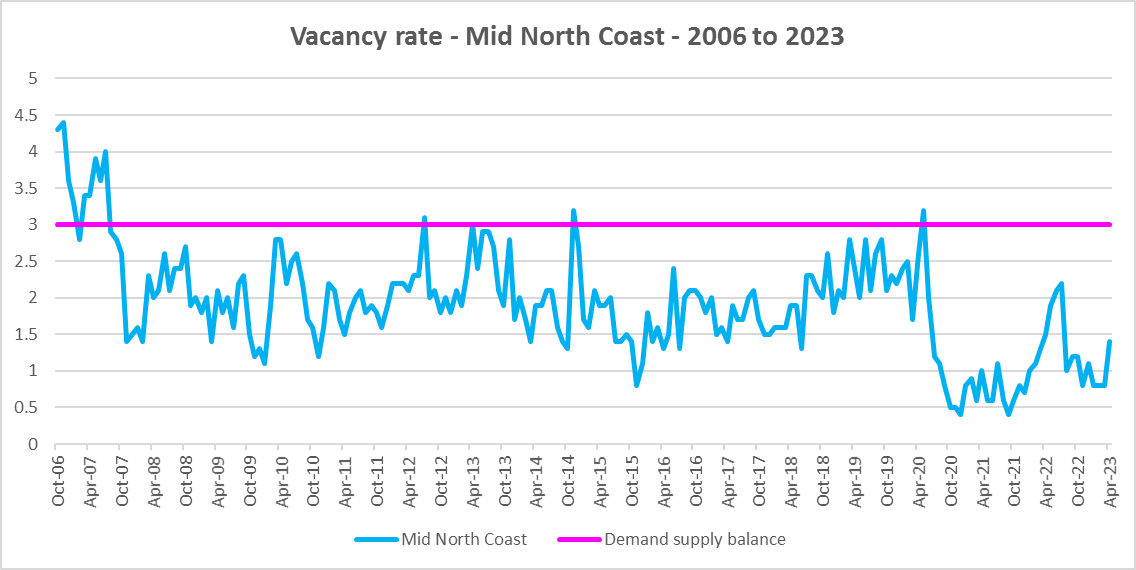 Vacancy rate - Mid North Coast - 2006 to 2023
5
4.5
4
3.5
3
2.5
2
1.5
1
0.5
0
Oct-06
Apr-07
Oct-07
Apr-08
Oct-08
Apr-09
Oct-09
Apr-10
Oct-10
Apr-11
Oct-11
Apr-12
Oct-12
Apr-13
Oct-13
Apr-14
Oct-14
Apr-15
Oct-15
Apr-16
Oct-16
Apr-17
Oct-17
Apr-18
Oct-18
Apr-19
Oct-19
Apr-20
Oct-20
Apr-21
Oct-21
Apr-22
Oct-22
Apr-23
Mid North Coast
Demand supply balance